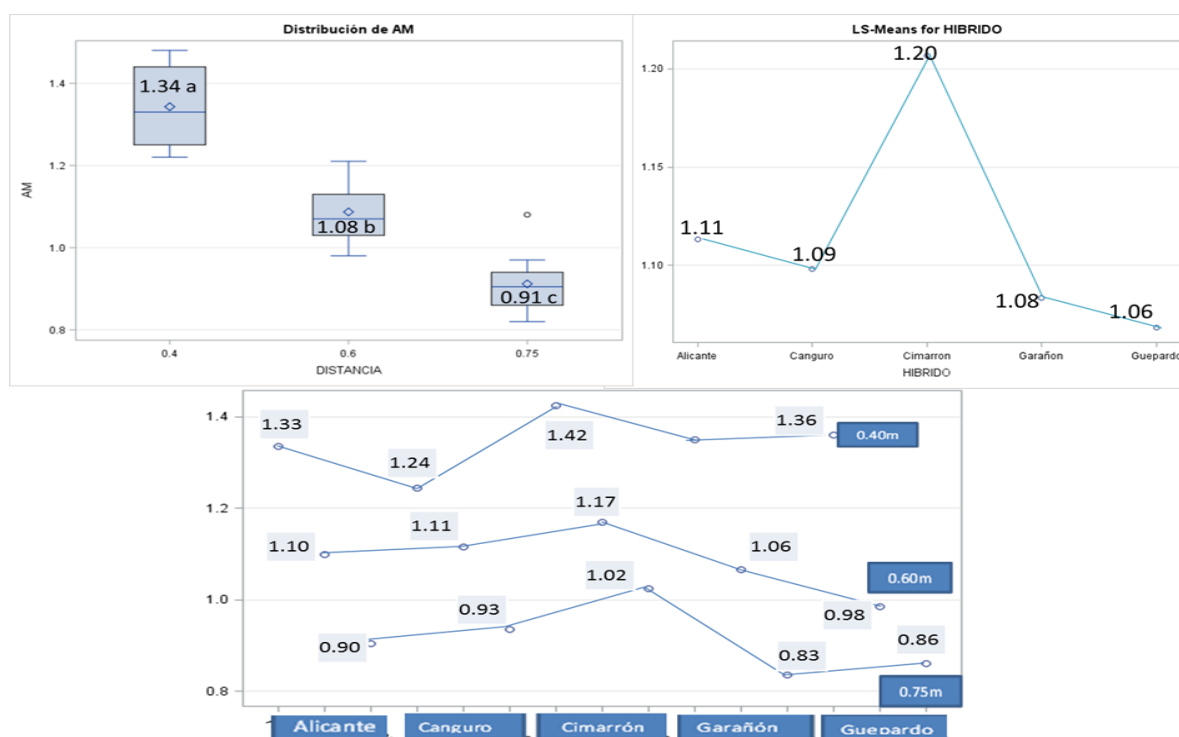 Distribución de AM
1.4
1.2
1.0
0.8
AM
1.34 a
1.08 b
0.91 c
0.4 0.6 0.75
DISTANCIA
LS-Means for HIBRIDO
1.20
1.15
1.10
1.11
1.09
1.20
1.08
1.06
Alicante Canguro Cimarron Garañon Guepardo
HIBRIDO
1.4
1.2
1.0
0.8
1.33
1.24
1.42
1.36
0.40m
1.10
1.11
1.17
1.06
0.98
0.60m
0.90
0.93
1.02
0.83
0.86
0.75m
Alicante Canguro Cimarrón Garañón Guepardo